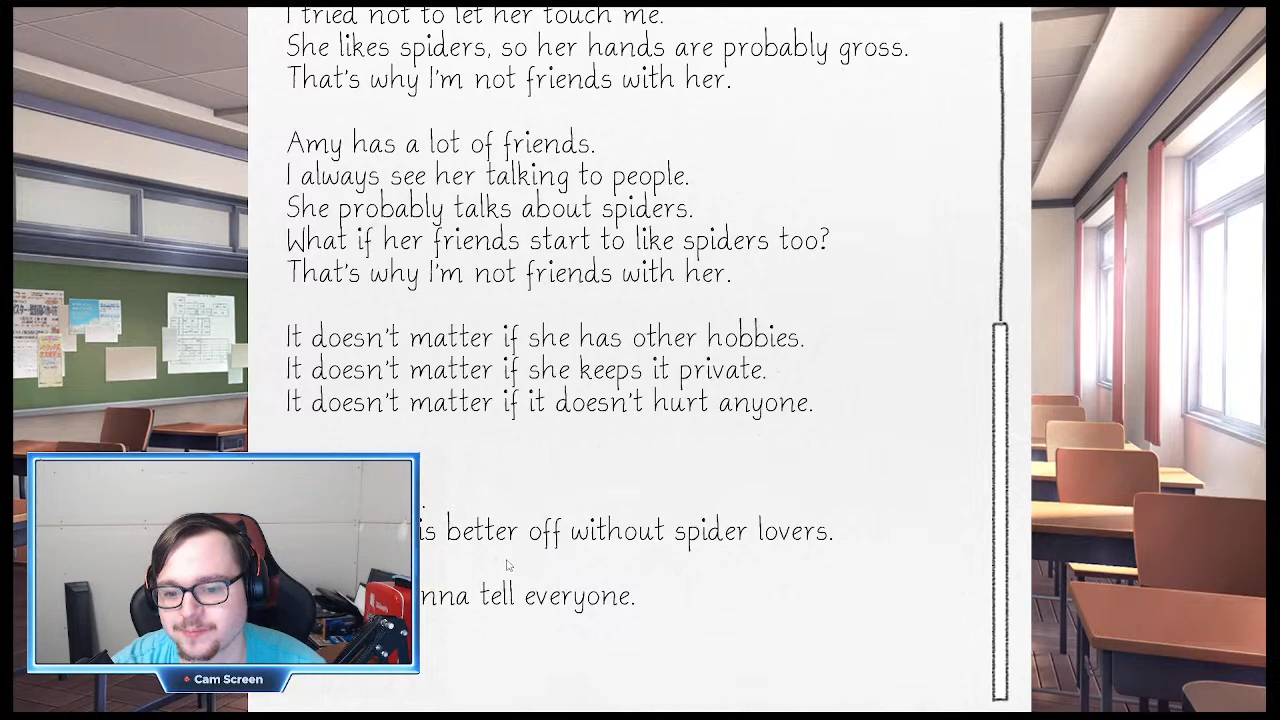 I tried not to let her touch me.
She likes spiders, so her hands are probably gross.
That's why I'm not friends with her.
Amy has a lot of friends.
I always see her talking to people.
She probably talks about spiders.
What if her friends start to like spiders too?
That's why I'm not friends with her.
It doesn't matter if she has other hobbies.
It doesn't matter if she keeps it private.
It doesn't matter if it doesn't hurt anyone.
is better off without spider lovers.
nna tell everyone.
Cam Screen